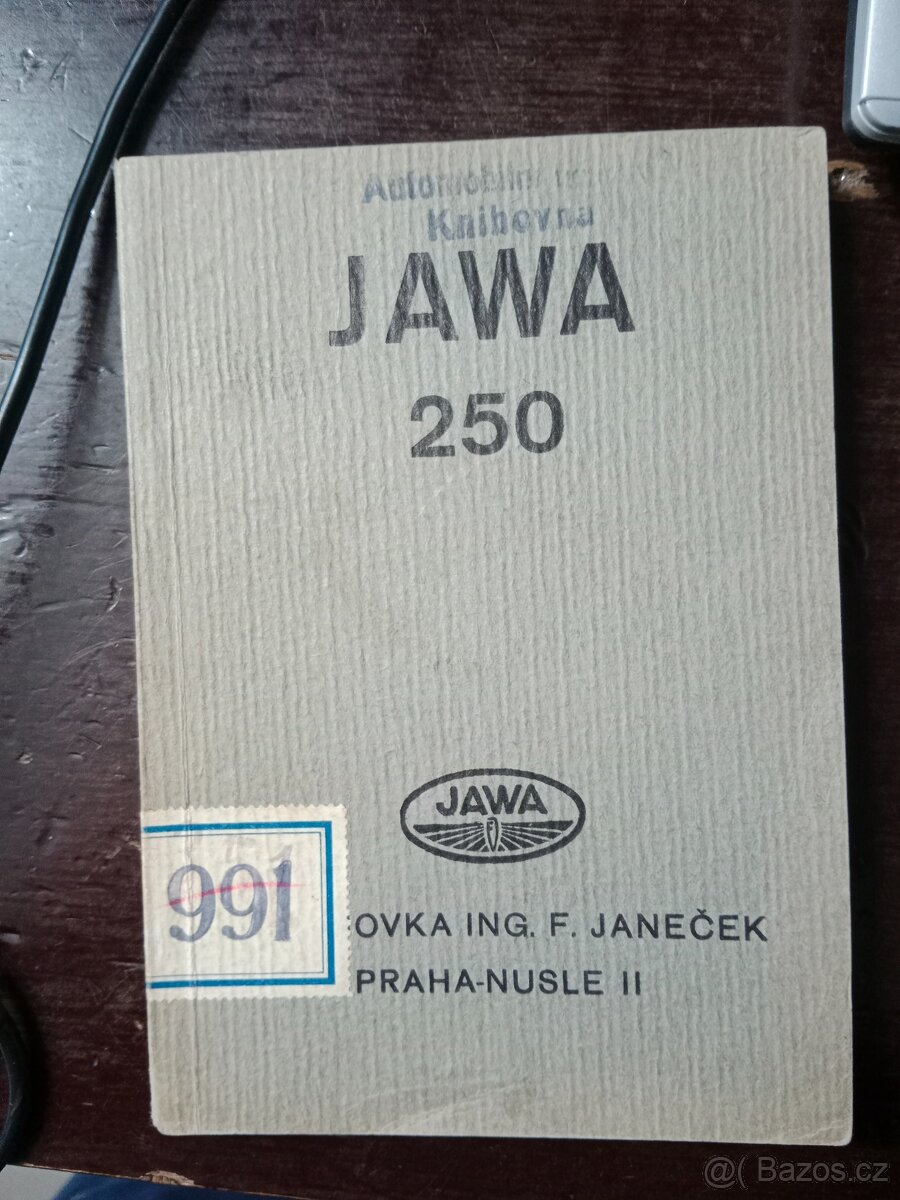 Automobilní
Knihovna
JAWA
250
JAWA
991
OVKA ING. F. JANEČEK
PRAHA-NUSLE II
@( Bazos.cz